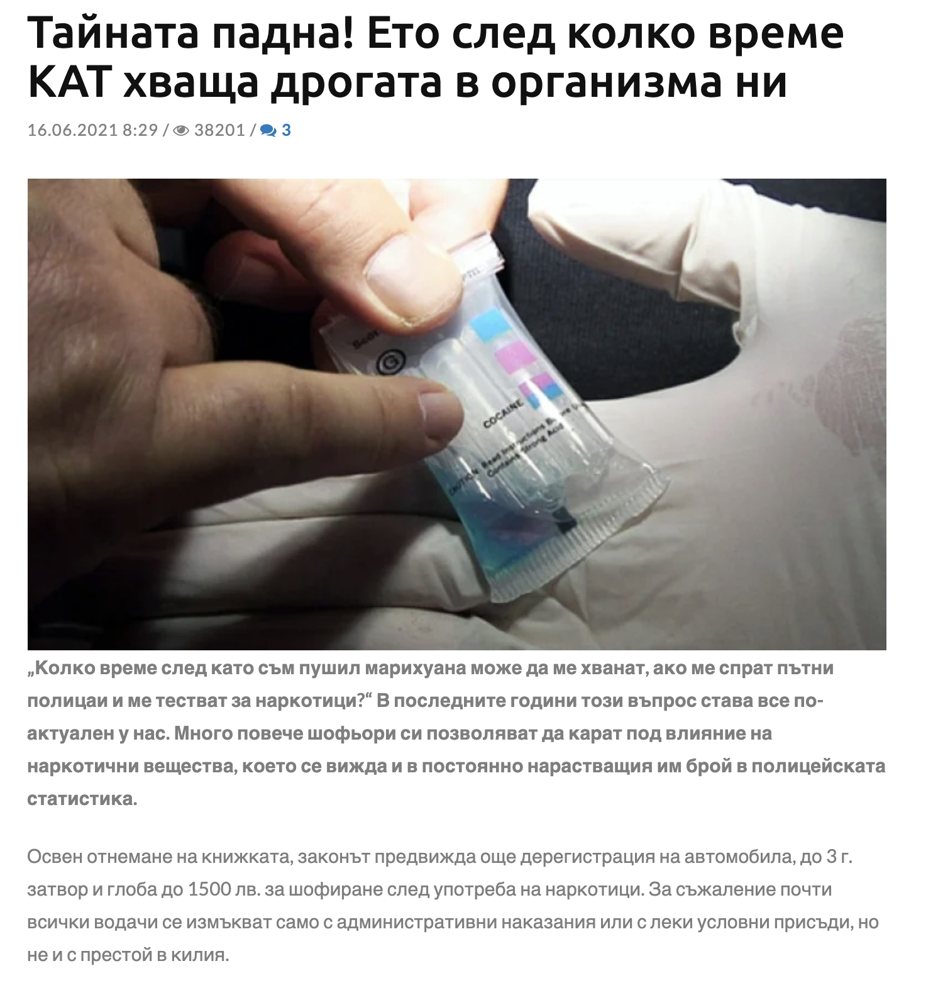 Тайната падна! Ето след колко време
КАТ хваща дрогата в организма ни
16.06.2021 8:29 / 38201 / 3
G
COCAINE
CAUTION: Read Instructions Before
Contains Strong Acid
„Колко време след като съм пушил марихуана може да ме хванат, ако ме спрат пътни
полицаи и ме тестват за наркотици?“ В последните години този въпрос става все по-
актуален у нас. Много повече шофьори си позволяват да карат под влияние на
наркотични вещества, което се вижда и в постоянно нарастващия им брой в полицейската
статистика.
Освен отнемане на книжката, законът предвижда още дерегистрация на автомобила, до 3 г.
затвор и глоба до 1500 лв. за шофиране след употреба на наркотици. За съжаление почти
всички водачи се измъкват само с административни наказания или с леки условни присъди, но
не и с престой в килия.